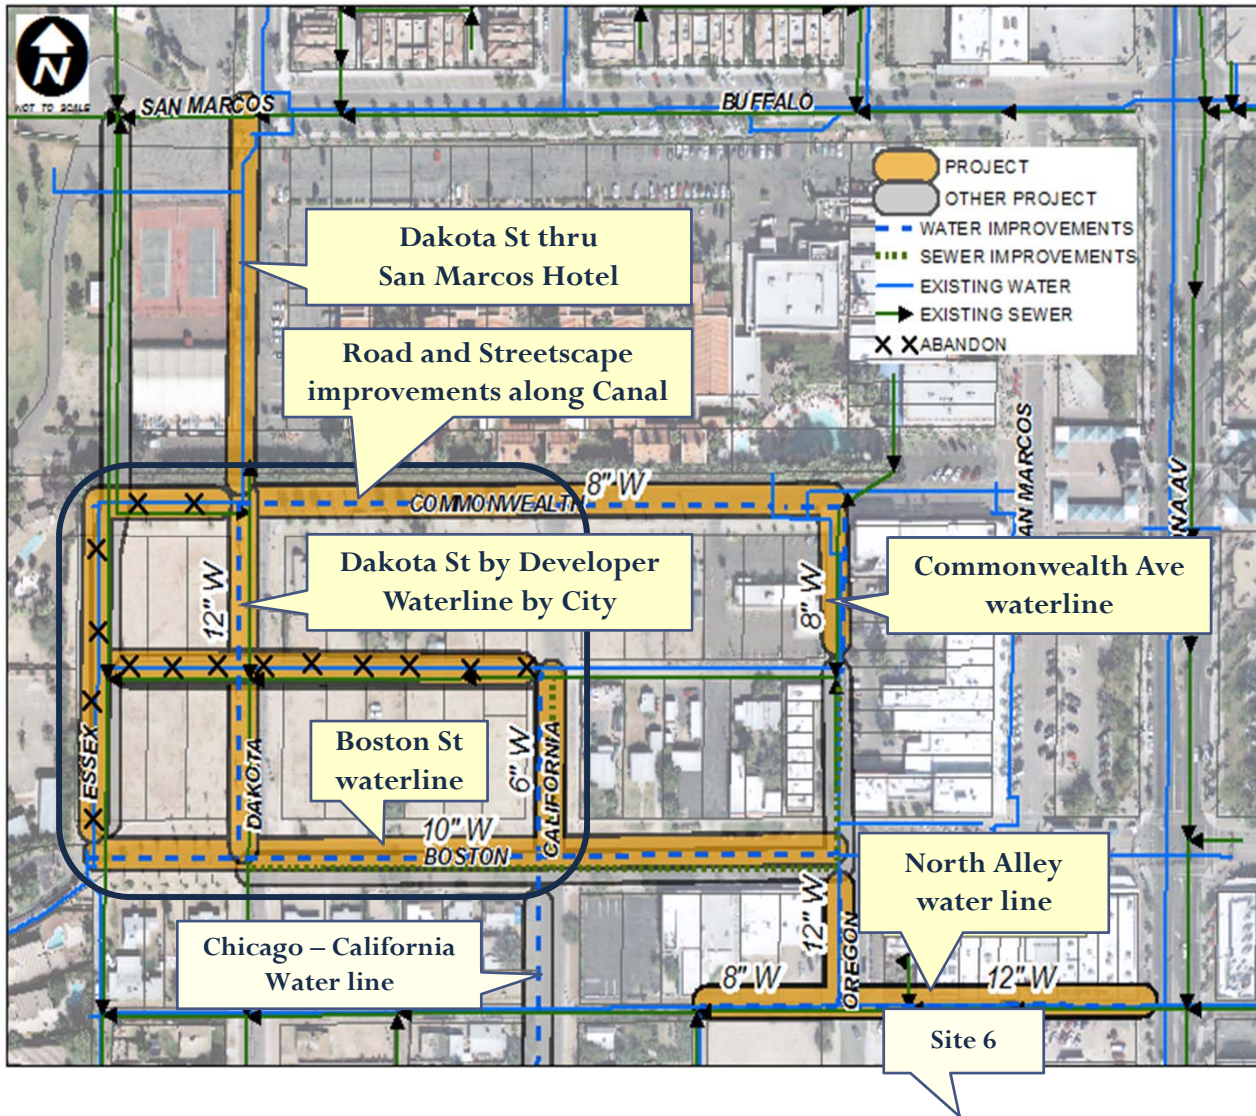 N
NOT TO SCALE
SAN MARCOS
BUFFALO
PROJECT
OTHER PROJECT
WATER IMPROVEMENTS
SEWER IMPROVEMENTS
EXISTING WATER
EXISTING SEWER
ABANDON
Dakota St thru
San Marcos Hotel
Road and Streetscape
improvements along Canal
AN MARCOS
NA AV
8" W
COMMONWEALTH
Dakota St by Developer
Waterline by City
12" W
8" W
Commonwealth Ave
waterline
ESSEX
DAKOTA
Boston St
waterline
6" W
CALIFORNIA
10" W
BOSTON
North Alley
water line
12" W
OREGON
Chicago – California
Water line
8" W
12" W
Site 6